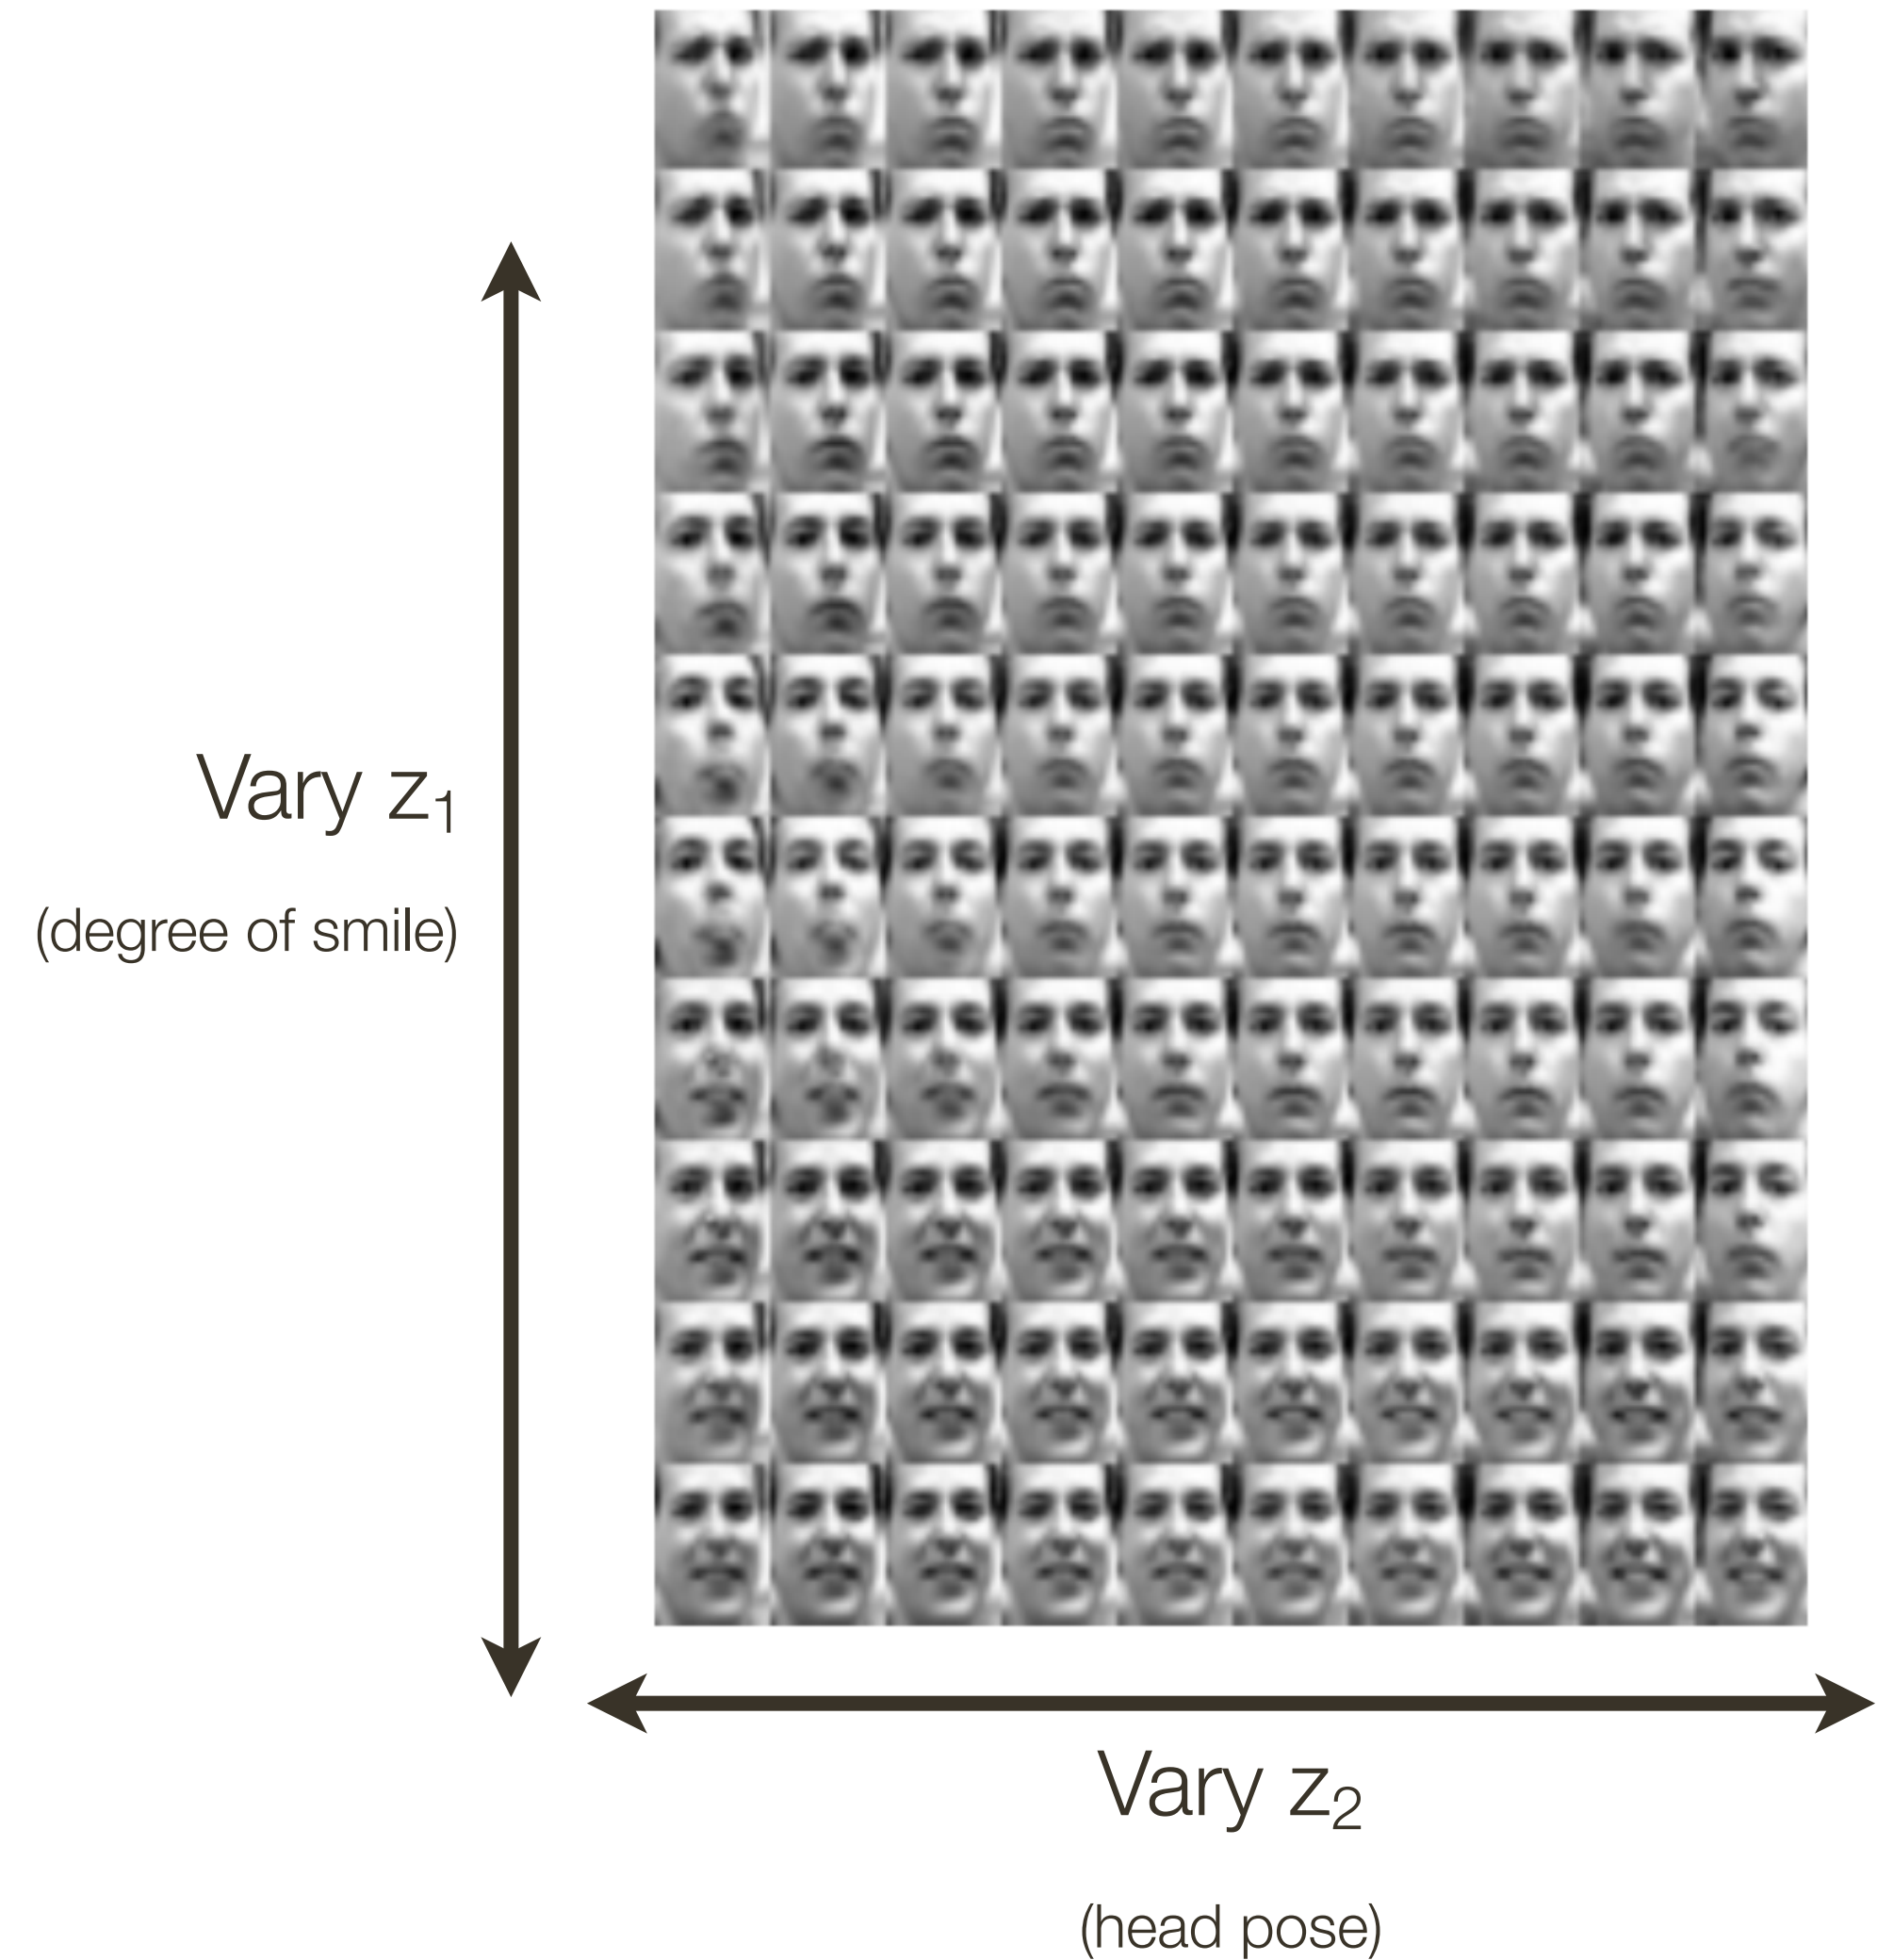 Vary z₁
(degree of smile)
Vary z₂
(head pose)